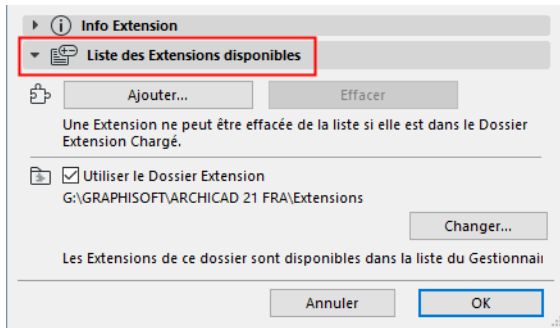 Info Extension
Liste des Extensions disponibles
Ajouter...
Effacer
Une Extension ne peut être effacée de la liste si elle est dans le Dossier
Extension Chargé.
Utiliser le Dossier Extension
G:\GRAPHISOFT\ARCHICAD 21 FRA\Extensions
Changer...
Les Extensions de ce dossier sont disponibles dans la liste du Gestionnair
Annuler
OK